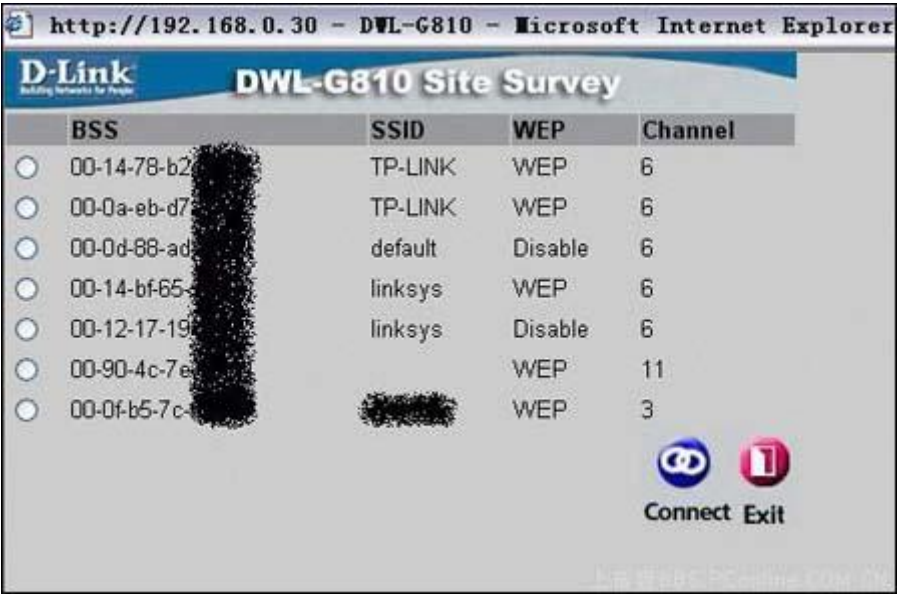 http://192.168.0.30 - DWL-G810 - Microsoft Internet Explorer
D-Link
Building Networks for People
DWL-G810 Site Survey
BSS SSID WEP Channel
00-14-78-b2 TP-LINK WEP 6
00-0a-eb-d7 TP-LINK WEP 6
00-0d-88-ad default Disable 6
00-14-bf-65- linksys WEP 6
00-12-17-19 linksys Disable 6
00-90-4c-7e WEP 11
00-0f-b5-7c- WEP 3
Connect Exit